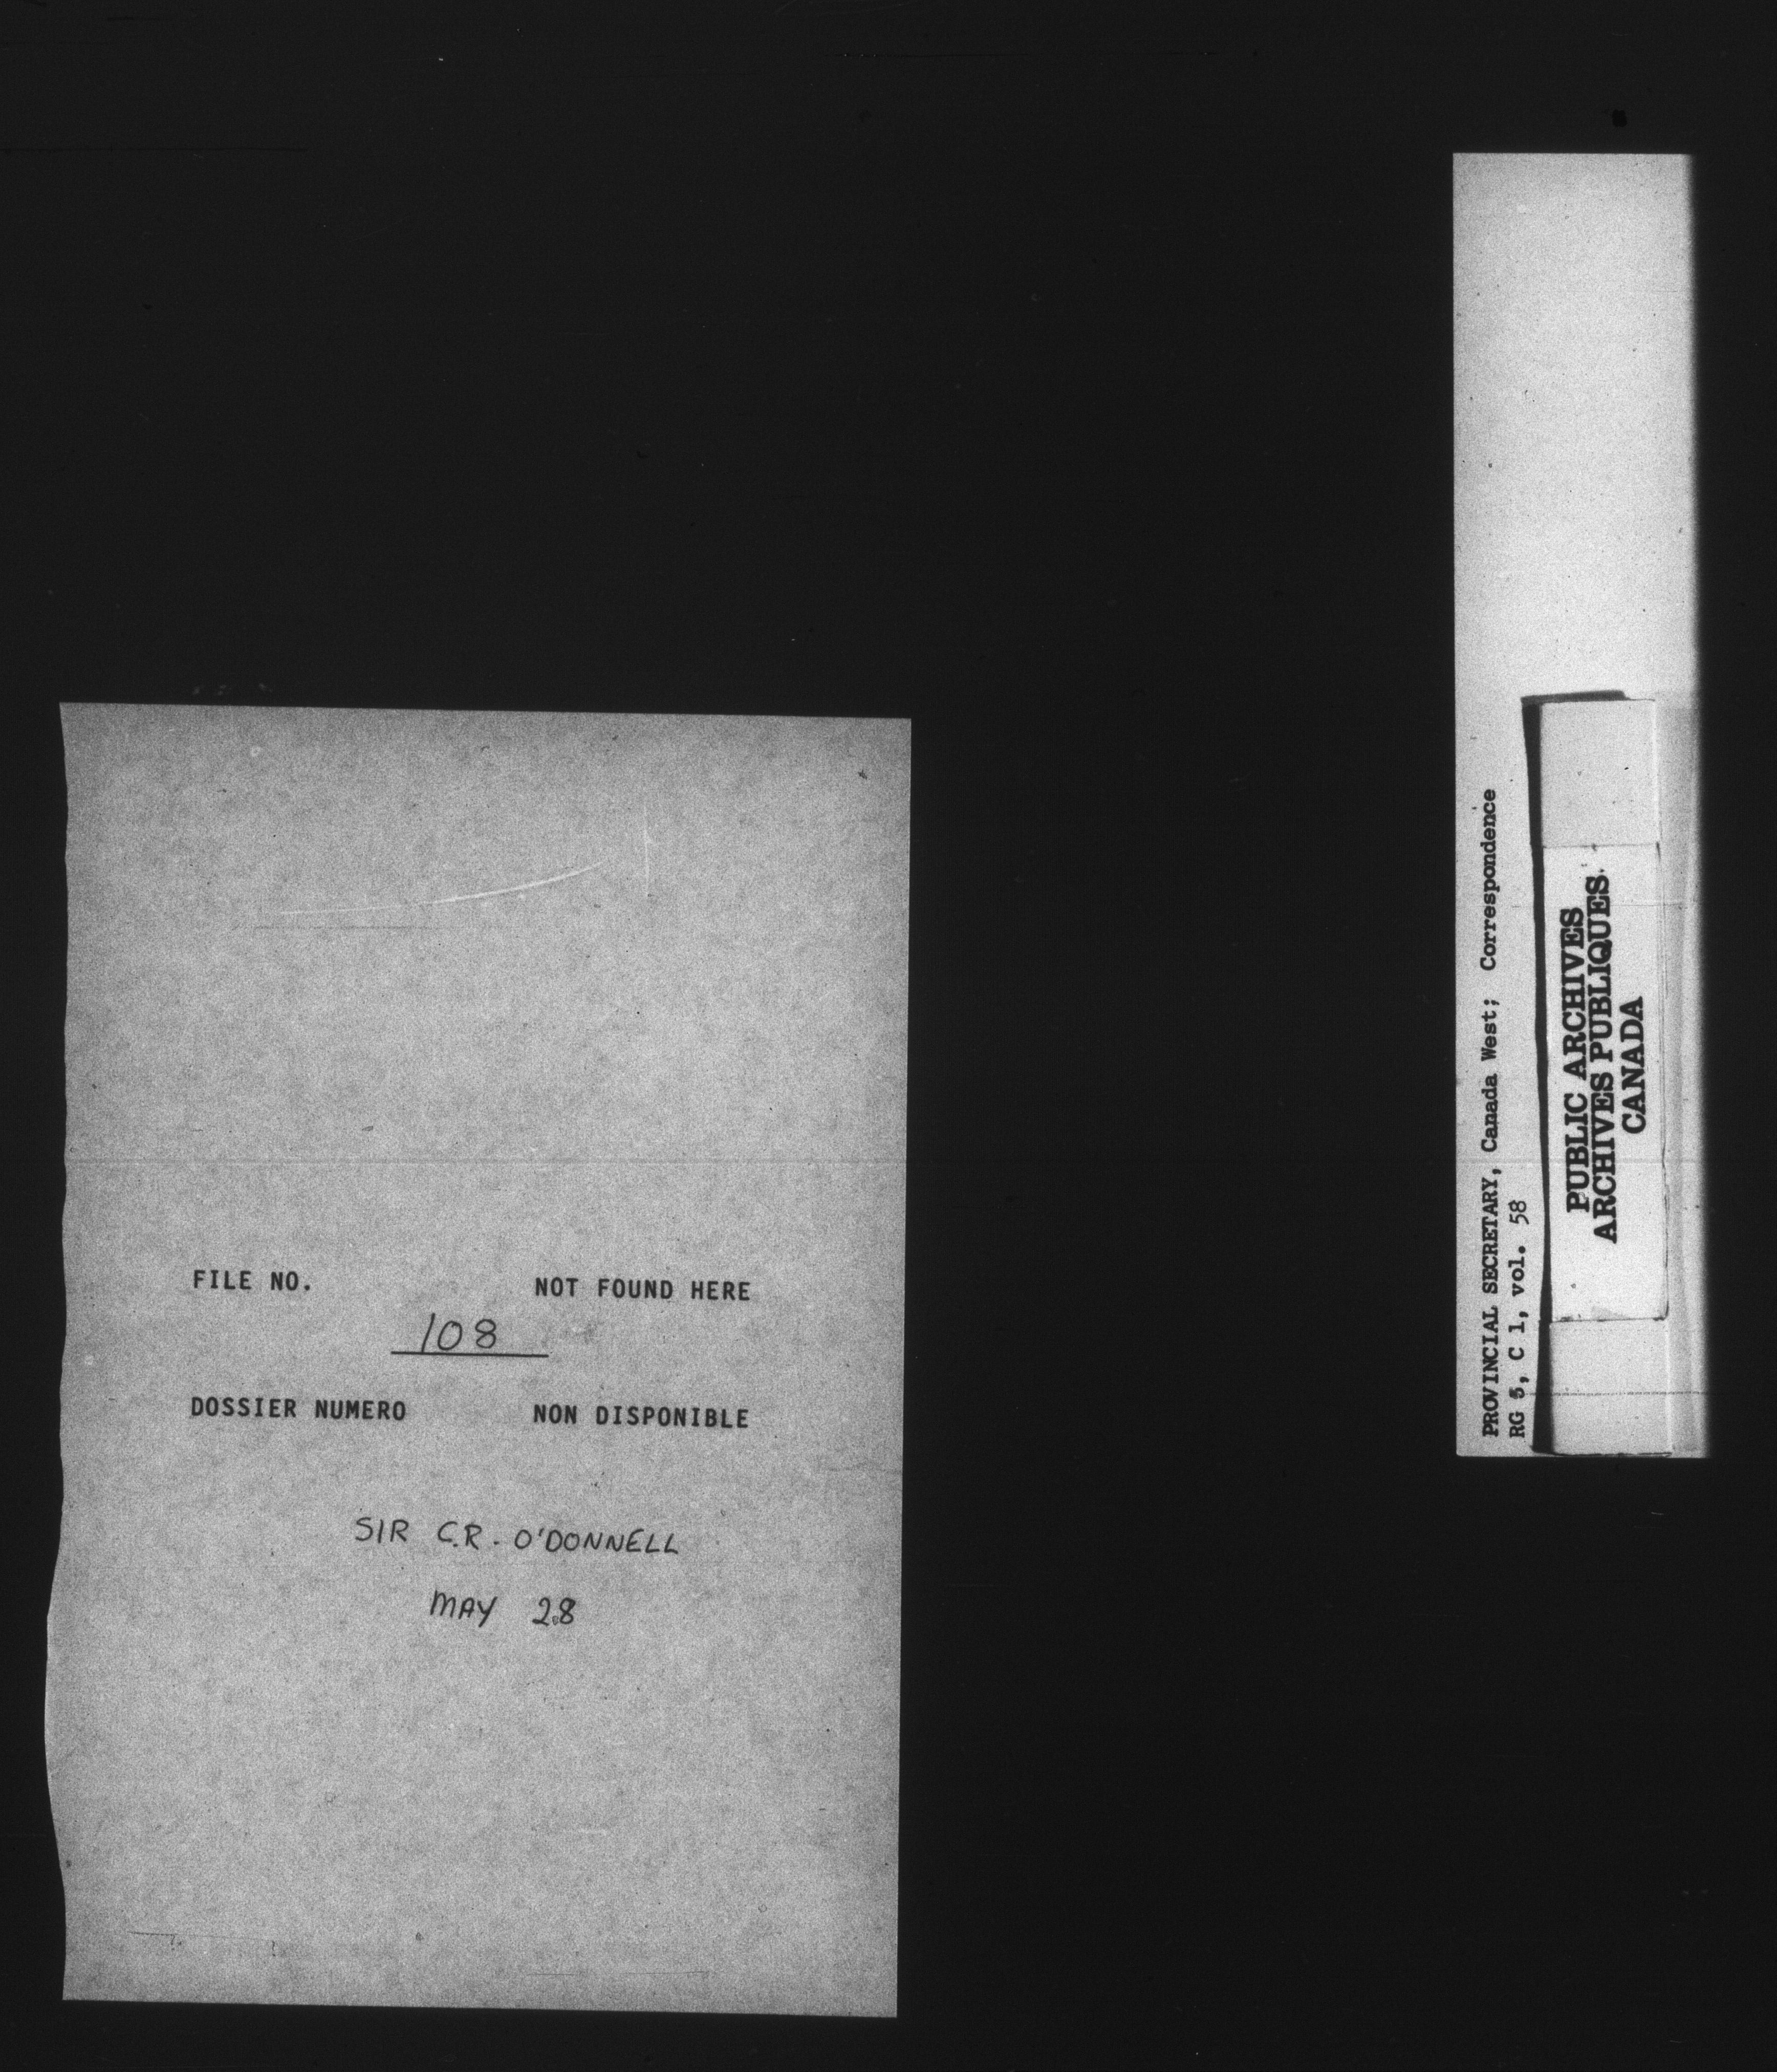 FILE NO. NOT FOUND HERE
108
DOSSIER NUMERO NON DISPONIBLE
SIR C.R. O'DONNELL
MAY 28
PROVINCIAL SECRETARY, Canada West; Correspondence
RG 5, C 1, vol. 58
PUBLIC ARCHIVES
ARCHIVES PUBLIQUES
CANADA